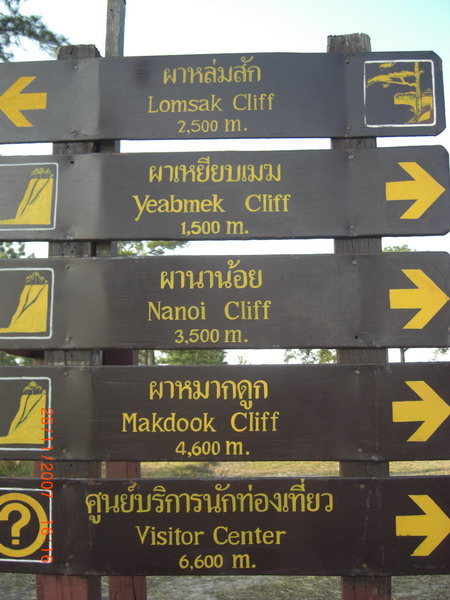 ผาหล่มสัก
Lomsak Cliff
2,500 m.
ผาเหยียบเมฆ
Yeabmek Cliff
1,500 m.
ผานาน้อย
Nanoi Cliff
3,500 m.
ผาหมากดูก
Makdook Cliff
4,600 m.
ศูนย์บริการนักท่องเที่ยว
Visitor Center
6,600 m.
?